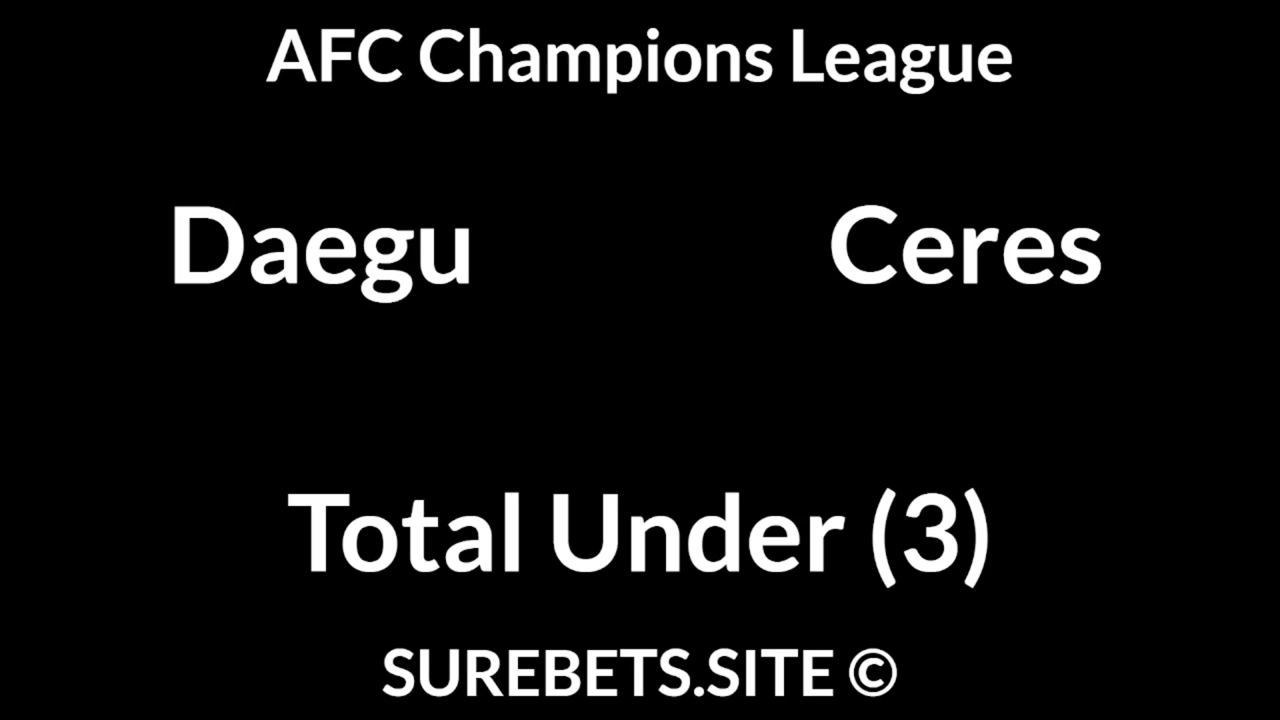 AFC Champions League
Daegu Ceres
Total Under (3)
SUREBETS.SITE ©